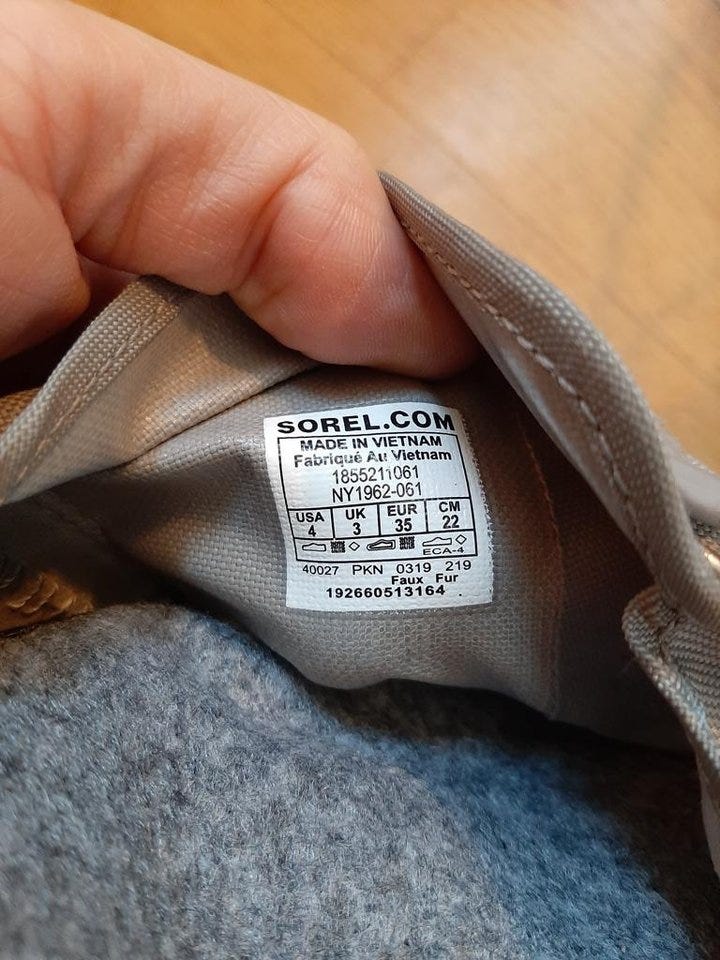 SOREL.COM
MADE IN VIETNAM
Fabriqué Au Vietnam
1855211061
NY1962-061
USA UK EUR CM
4 3 35 22
ECA-4
40027 PKN 0319 219
Faux Fur
192660513164 .